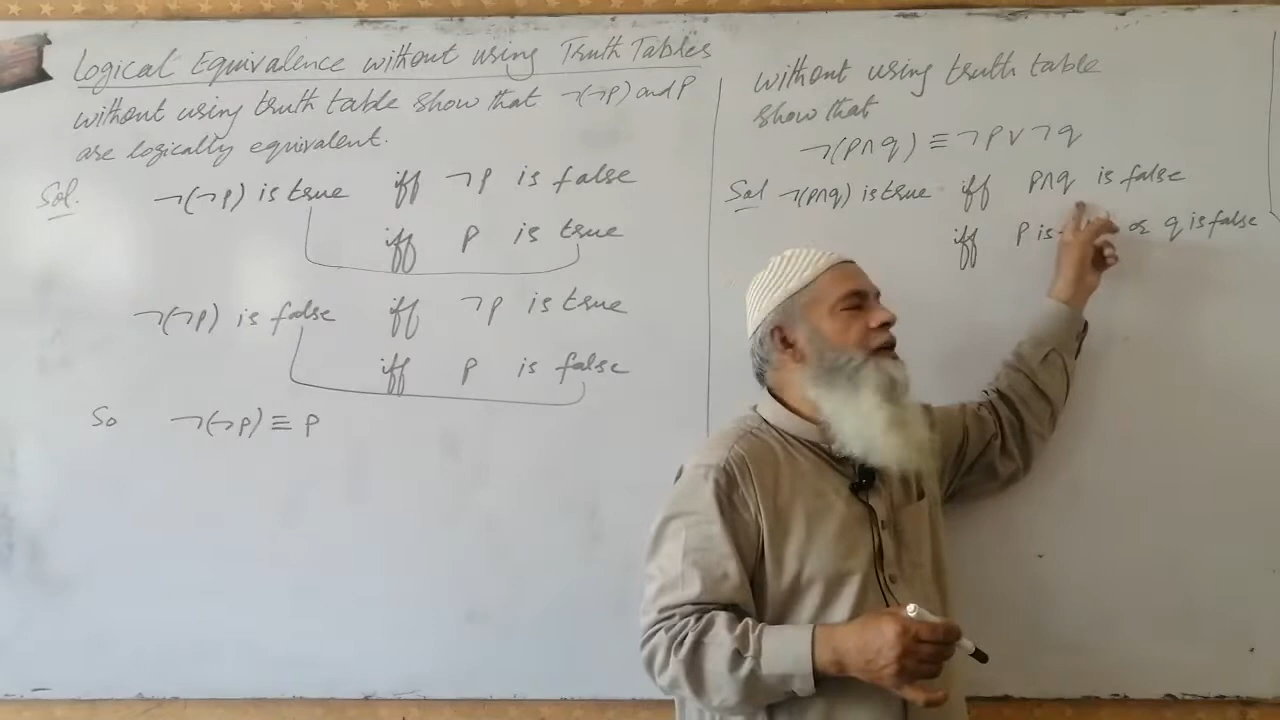 Logical Equivalence without using Truth Tables
without using truth table show that ¬(¬P) and P
are logically equivalent.
Sol. ¬(¬P) is true iff ¬P is false
iff P is true
¬(¬P) is false iff ¬P is true
iff P is false
So ¬(¬P) ≡ P
without using truth table
show that
¬(P∧q) ≡ ¬P∨¬q
Sol ¬(P∧q) is true iff P∧q is false
iff P is or q is false